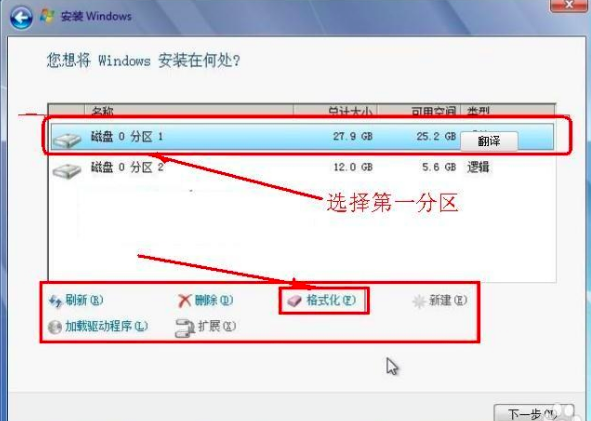 安装 Windows
您想将 Windows 安装在何处?
名称 总计大小 可用空间 类型
磁盘 0 分区 1 27.9 GB 25.2 GB 翻译
磁盘 0 分区 2 12.0 GB 5.6 GB 逻辑
选择第一分区
刷新(R) 删除(D) 格式化(F) 新建(E)
加载驱动程序(L) 扩展(X)
下一步(N)